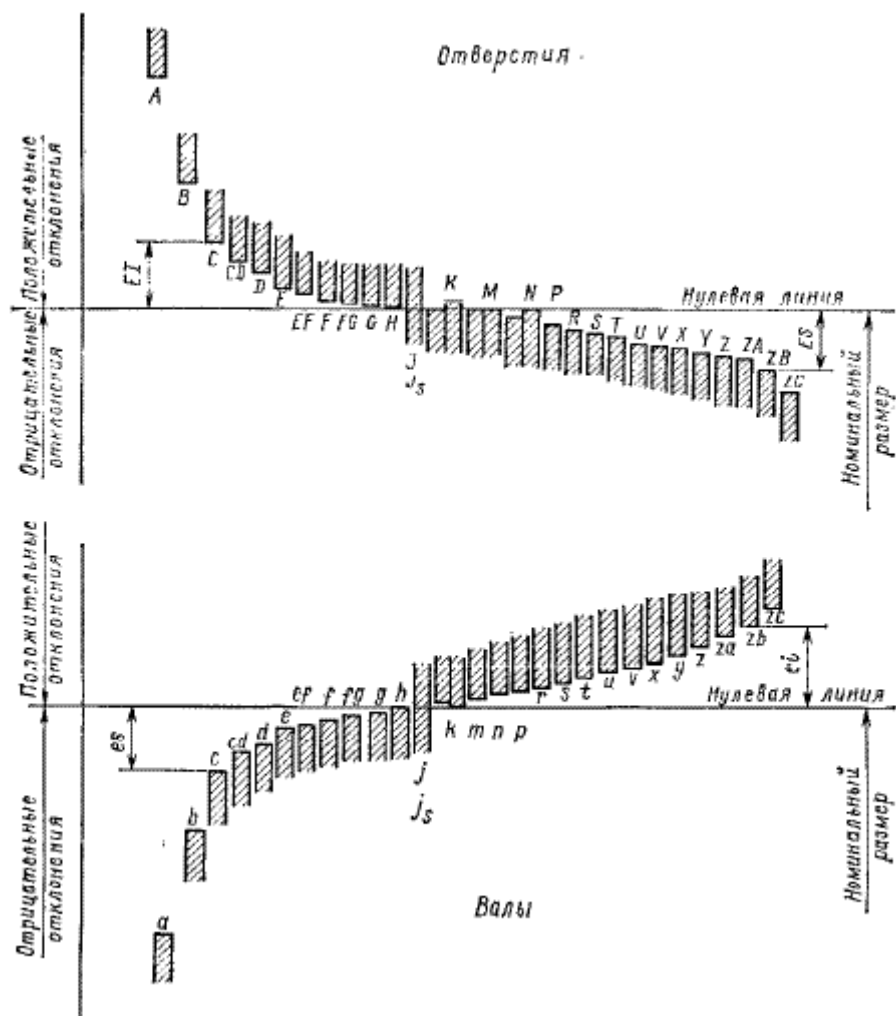 Отверстия
A
B
C
CD
D
E
EF F FG G H
J
Js
K
M
N
P
R
S
T
U
V
X
Y
Z
ZA
ZB
ZC
EI
ES
Нулевая линия
Положительные
отклонения
Отрицательные
отклонения
Номинальный
размер
Положительные
отклонения
Отрицательные
отклонения
a
b
c
cd
d
e
ef
f
fg
g
h
j
js
k
m n p
r
s
t
u
v
x
y
z
za
zb
zc
es
ei
Нулевая линия
Номинальный
размер
Валы